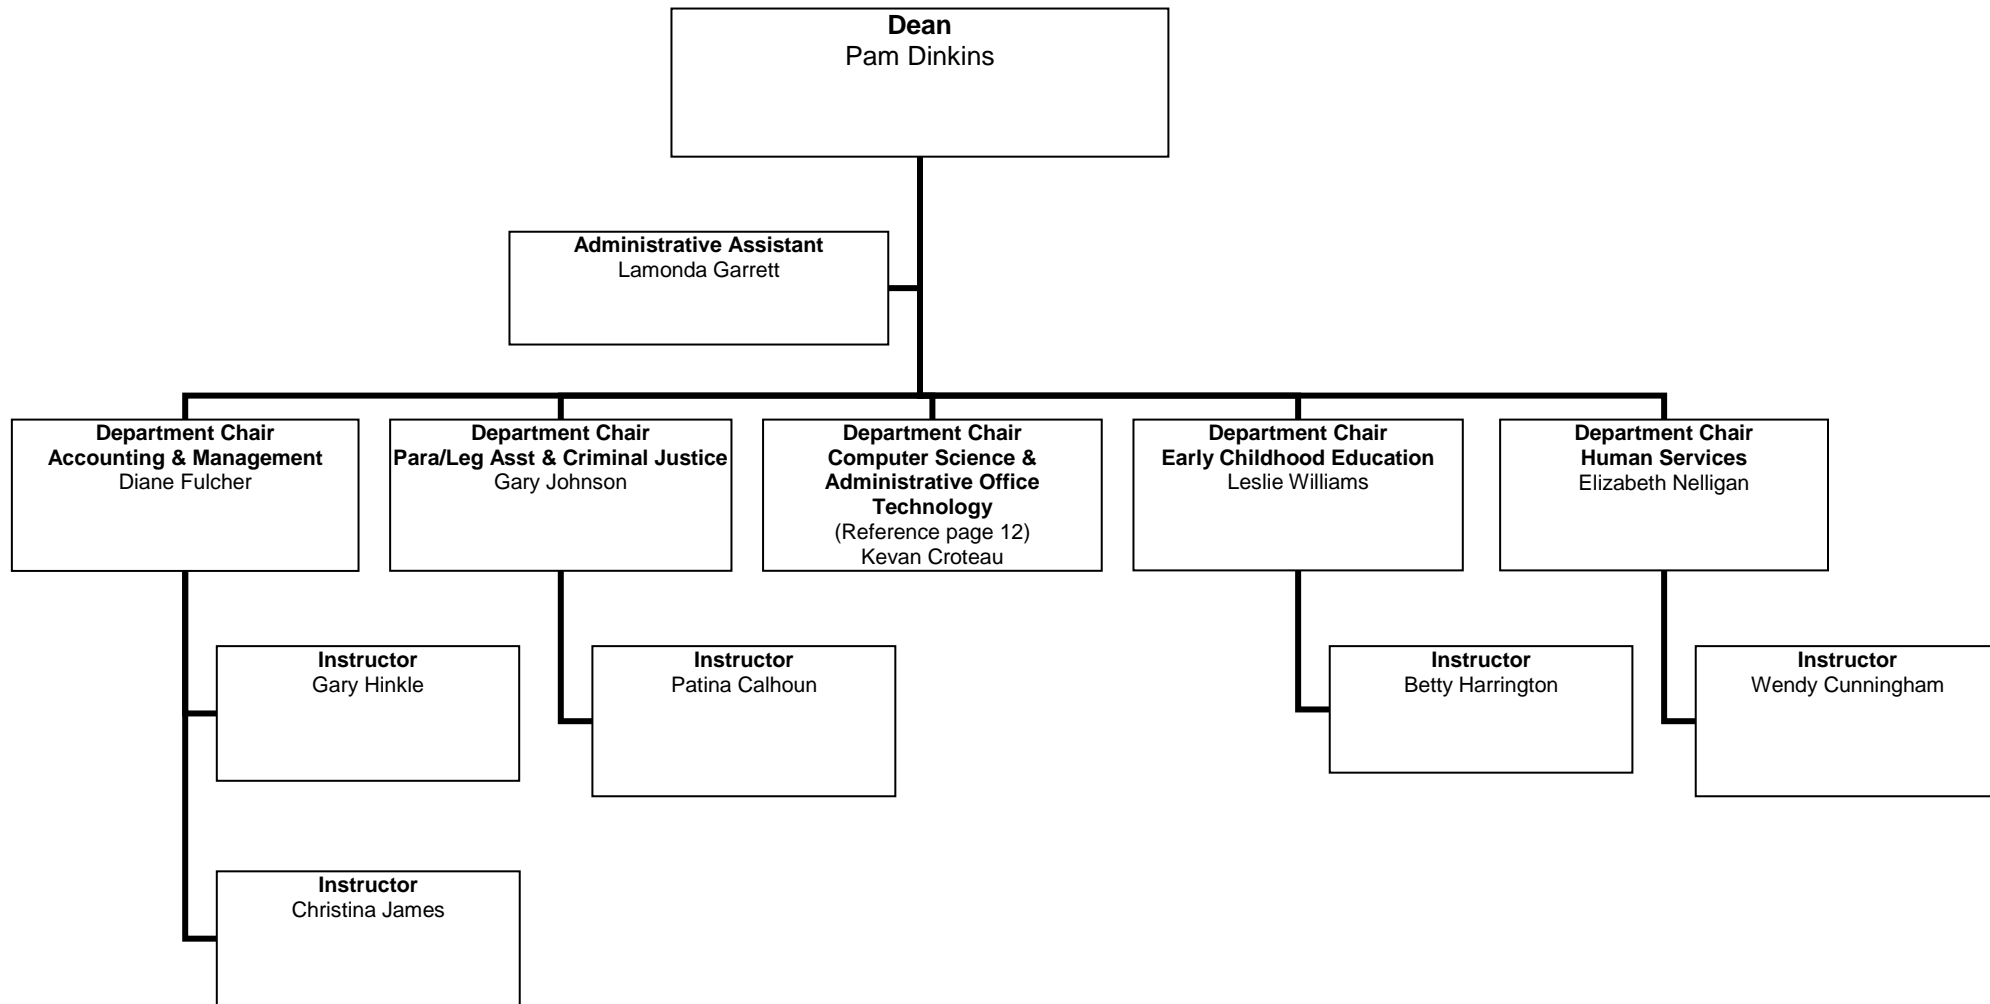 Dean
Pam Dinkins
Administrative Assistant
Lamonda Garrett
Department Chair
Accounting & Management
Diane Fulcher
Department Chair
Para/Leg Asst & Criminal Justice
Gary Johnson
Department Chair
Computer Science &
Administrative Office
Technology
(Reference page 12)
Kevan Croteau
Department Chair
Early Childhood Education
Leslie Williams
Department Chair
Human Services
Elizabeth Nelligan
Instructor
Gary Hinkle
Instructor
Patina Calhoun
Instructor
Betty Harrington
Instructor
Wendy Cunningham
Instructor
Christina James